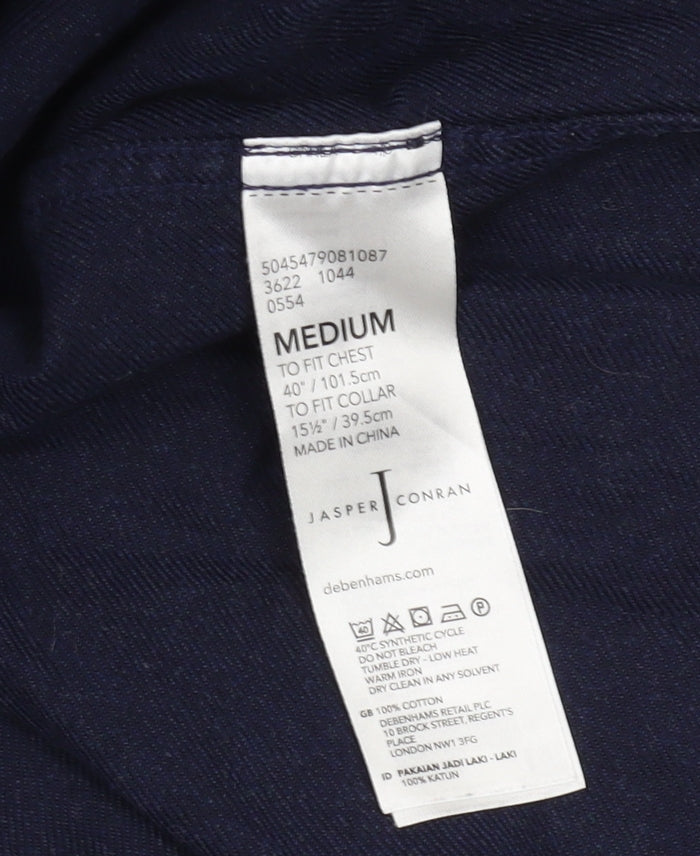 5045479081087
3622 1044
0554
MEDIUM
TO FIT CHEST
40" / 101.5cm
TO FIT COLLAR
15½" / 39.5cm
MADE IN CHINA
JASPER J CONRAN
debenhams.com
40 P
40°C SYNTHETIC CYCLE
DO NOT BLEACH
TUMBLE DRY - LOW HEAT
WARM IRON
DRY CLEAN IN ANY SOLVENT
GB 100% COTTON
DEBENHAMS RETAIL PLC
10 BROCK STREET, REGENT'S
PLACE
LONDON NW1 3FG
ID PAKAIAN JADI LAKI - LAKI
100% KATUN